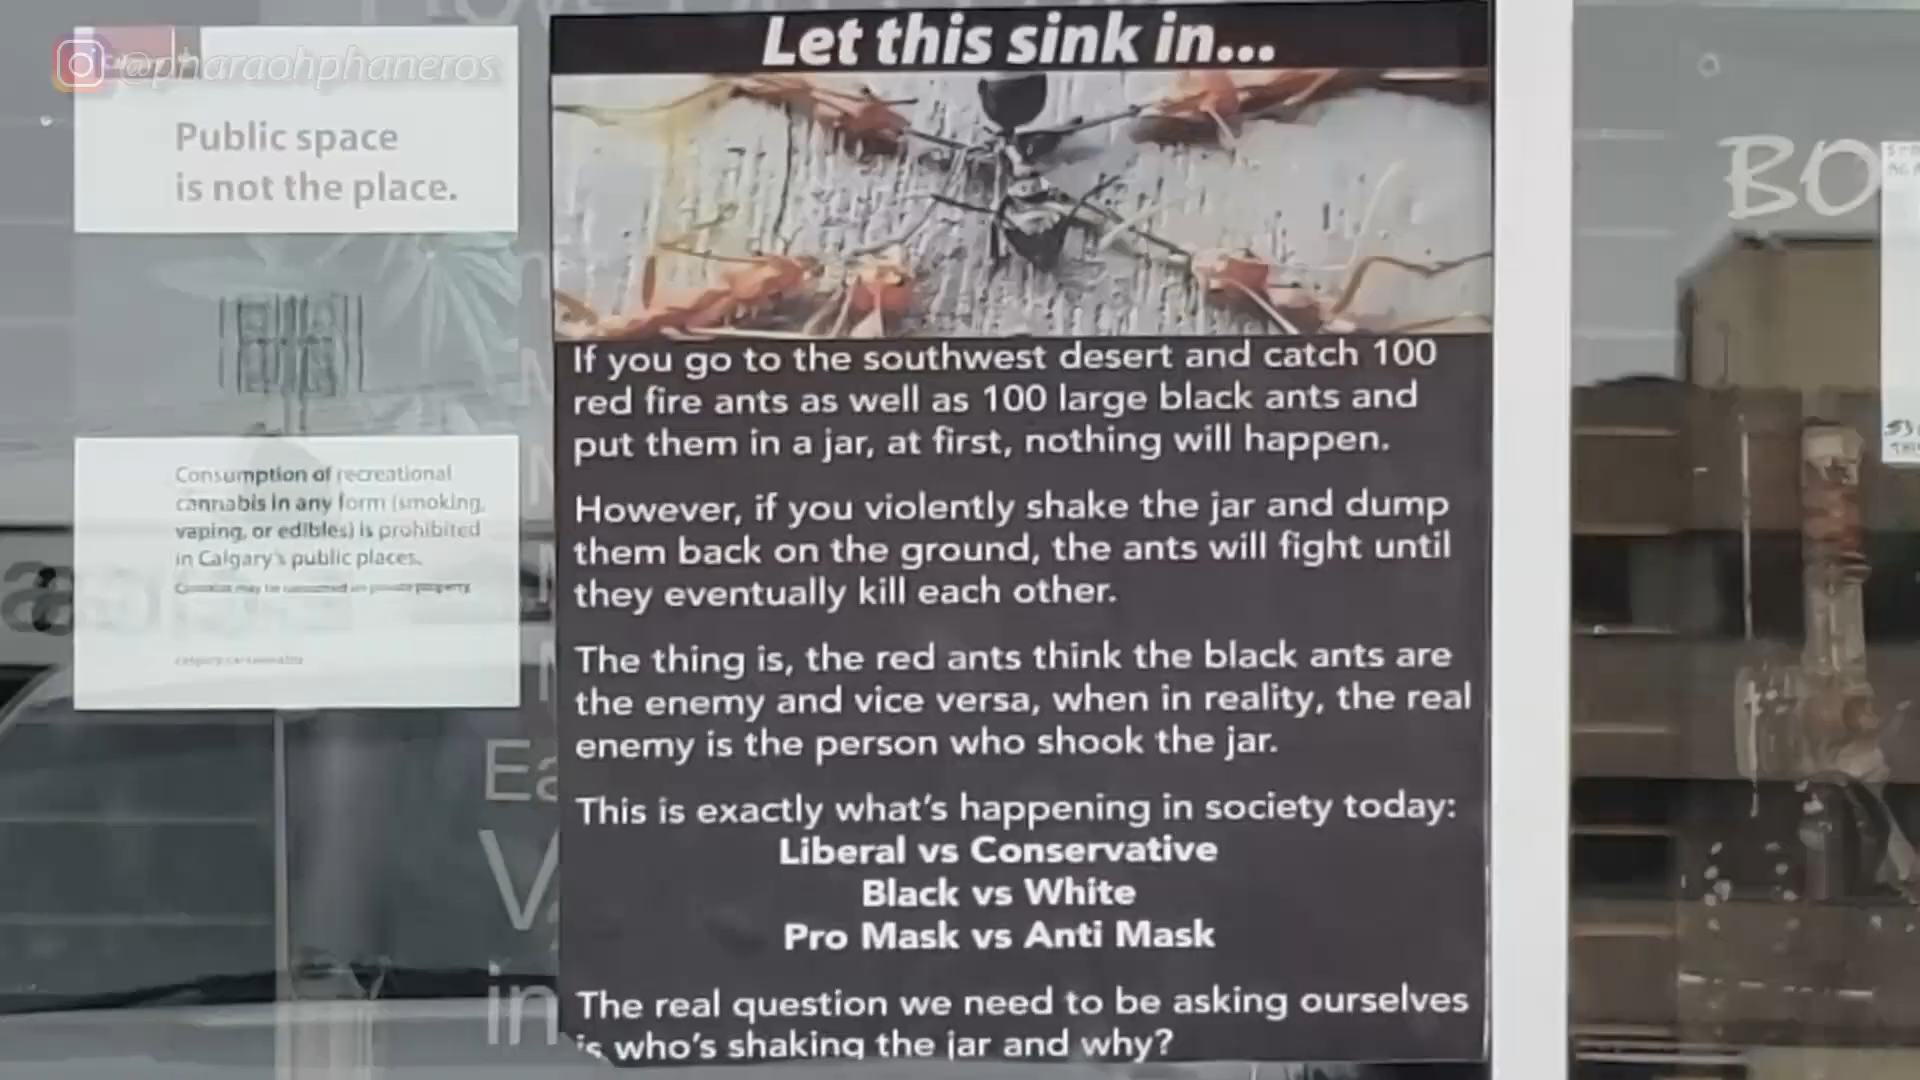 @pharaohphaneros
Public space
is not the place.
Consumption of recreational
cannabis in any form (smoking,
vaping, or edibles) is prohibited
in Calgary's public places.
Cannabis may be consumed on private property.
Let this sink in...
If you go to the southwest desert and catch 100
red fire ants as well as 100 large black ants and
put them in a jar, at first, nothing will happen.
However, if you violently shake the jar and dump
them back on the ground, the ants will fight until
they eventually kill each other.
The thing is, the red ants think the black ants are
the enemy and vice versa, when in reality, the real
enemy is the person who shook the jar.
This is exactly what's happening in society today:
Liberal vs Conservative
Black vs White
Pro Mask vs Anti Mask
The real question we need to be asking ourselves
is who's shaking the jar and why?
BO